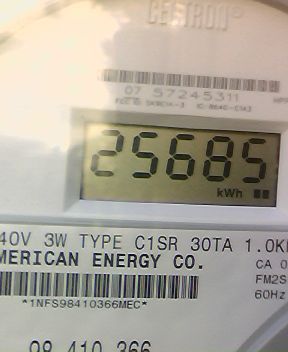 CELLTRON®
07 57245311
25685
kWh
40V 3W TYPE C1SR 30TA 1.0K
MERICAN ENERGY CO.
CA 0
FM2S
60Hz
*1NFS98410366MEC*
98 410 366